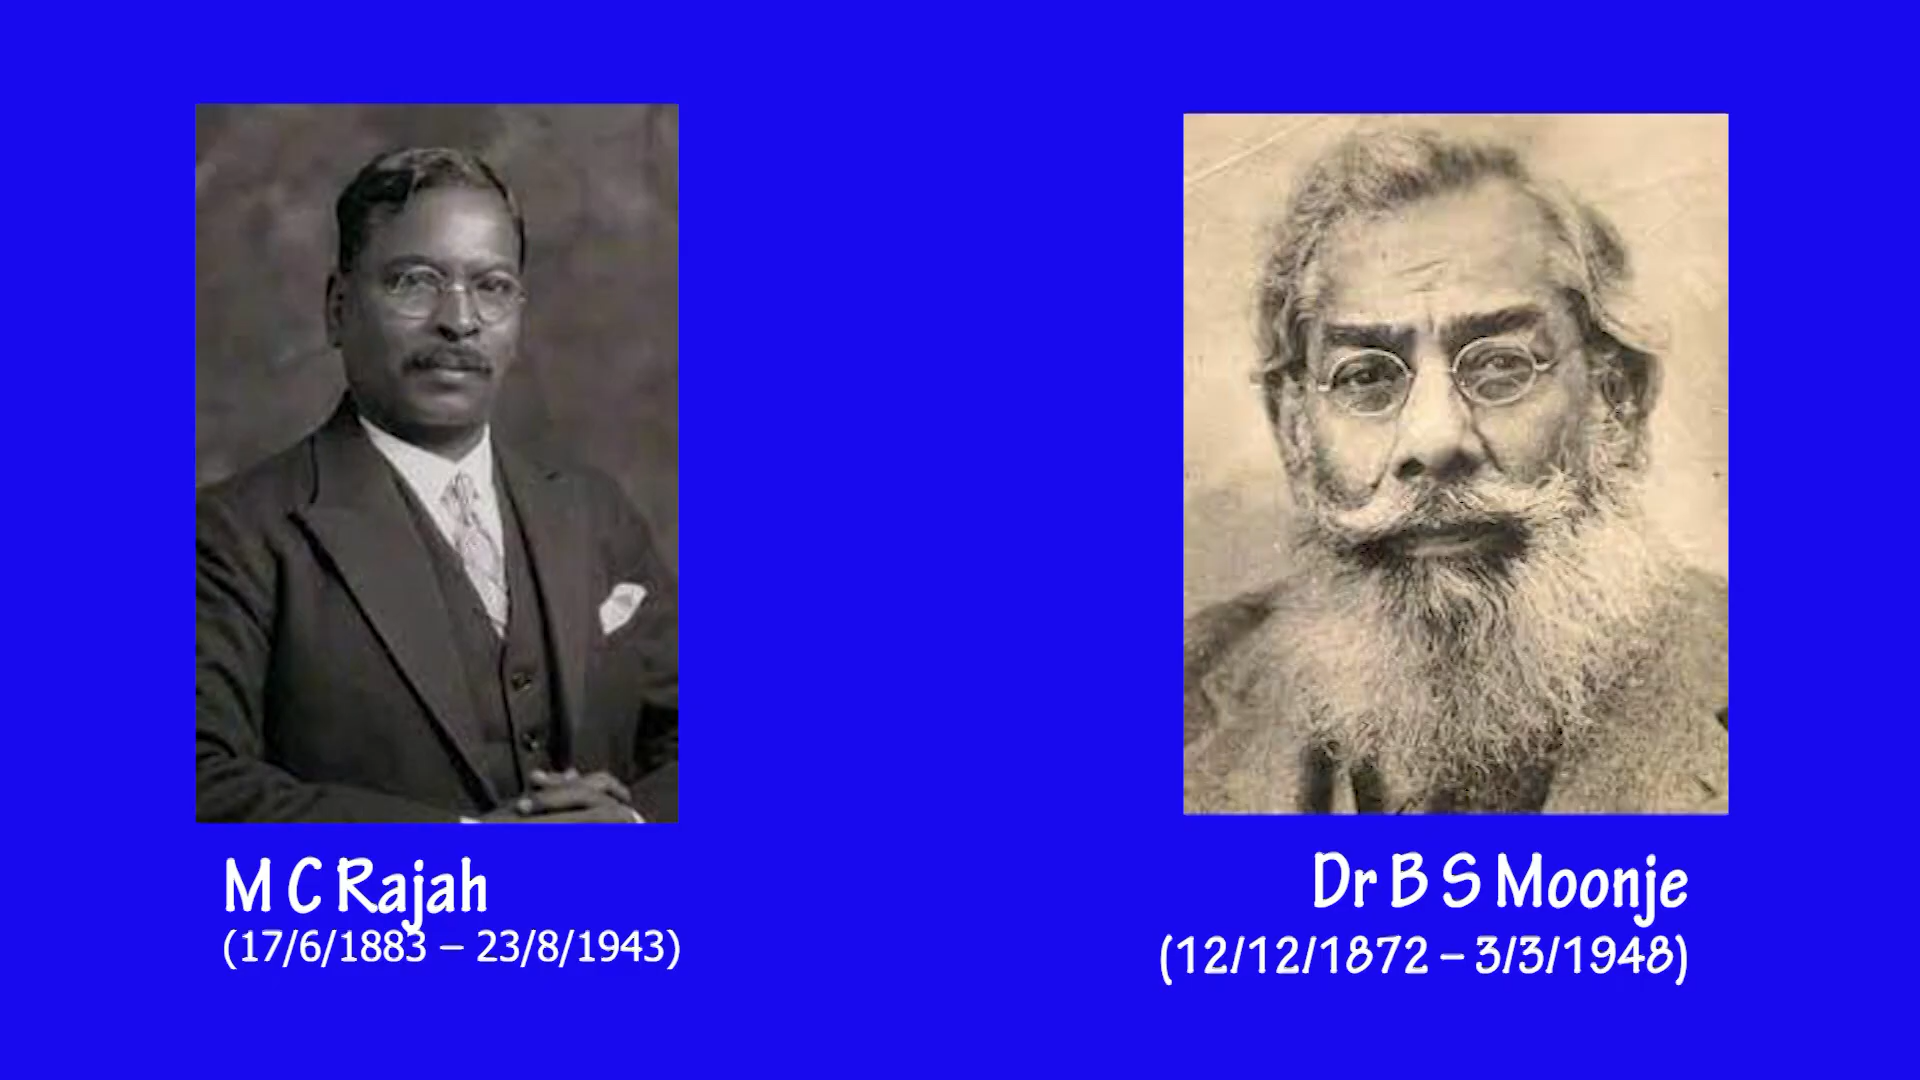 M C Rajah
(17/6/1883 – 23/8/1943)
Dr B S Moonje
(12/12/1872 – 3/3/1948)